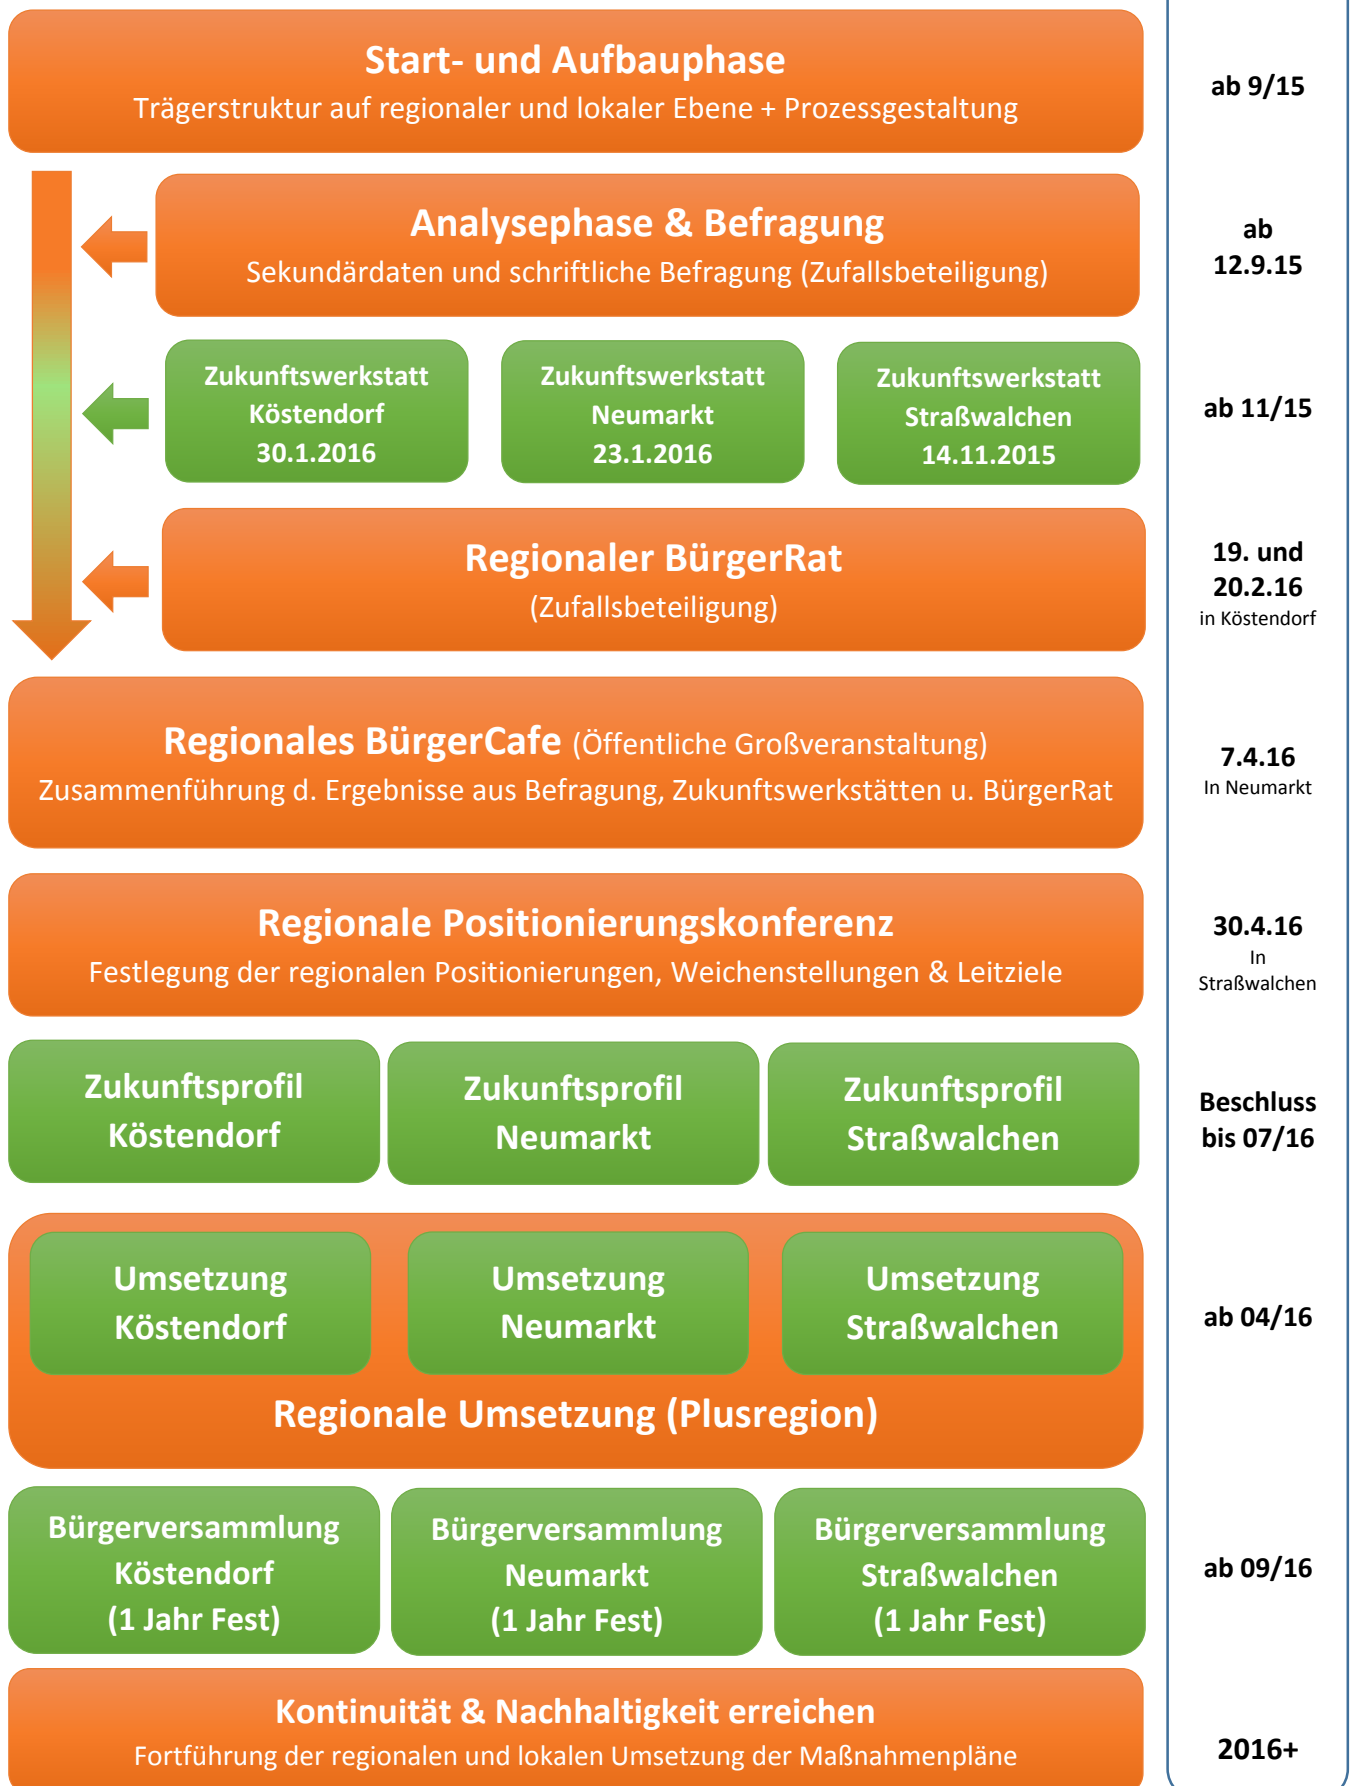 Start- und Aufbauphase
Trägerstruktur auf regionaler und lokaler Ebene + Prozessgestaltung
ab 9/15
Analysephase & Befragung
Sekundärdaten und schriftliche Befragung (Zufallsbeteiligung)
ab
12.9.15
Zukunftswerkstatt
Köstendorf
30.1.2016
Zukunftswerkstatt
Neumarkt
23.1.2016
Zukunftswerkstatt
Straßwalchen
14.11.2015
ab 11/15
Regionaler BürgerRat
(Zufallsbeteiligung)
19. und
20.2.16
in Köstendorf
Regionales BürgerCafe (Öffentliche Großveranstaltung)
Zusammenführung d. Ergebnisse aus Befragung, Zukunftswerkstätten u. BürgerRat
7.4.16
In Neumarkt
Regionale Positionierungskonferenz
Festlegung der regionalen Positionierungen, Weichenstellungen & Leitziele
30.4.16
In
Straßwalchen
Zukunftsprofil
Köstendorf
Zukunftsprofil
Neumarkt
Zukunftsprofil
Straßwalchen
Beschluss
bis 07/16
Umsetzung
Köstendorf
Umsetzung
Neumarkt
Umsetzung
Straßwalchen
Regionale Umsetzung (Plusregion)
ab 04/16
Bürgerversammlung
Köstendorf
(1 Jahr Fest)
Bürgerversammlung
Neumarkt
(1 Jahr Fest)
Bürgerversammlung
Straßwalchen
(1 Jahr Fest)
ab 09/16
Kontinuität & Nachhaltigkeit erreichen
Fortführung der regionalen und lokalen Umsetzung der Maßnahmenpläne
2016+